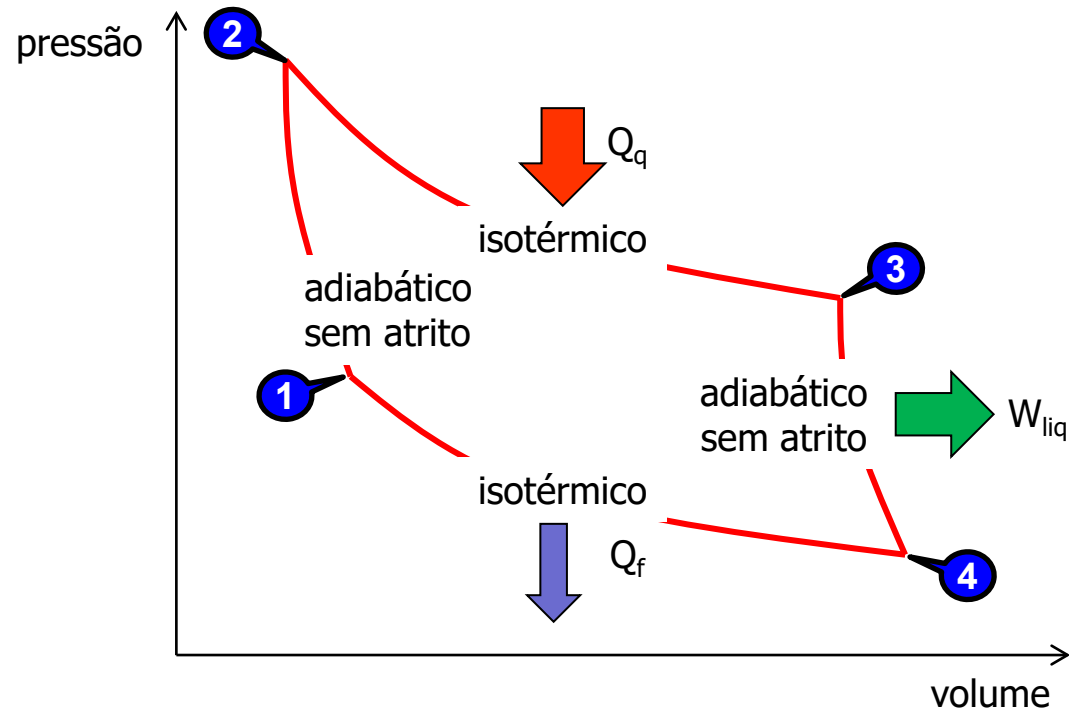 pressão
2
Qq
isotérmico
3
adiabático
sem atrito
1
adiabático
sem atrito
Wliq
isotérmico
Qf
4
volume